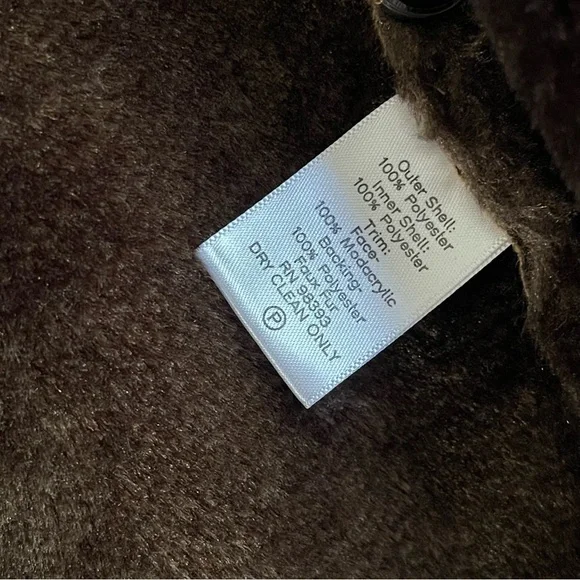 Outer Shell:
100% Polyester
Inner Shell:
100% Polyester
Trim:
Face-
100% Modacrylic
Backing-
100% Polyester
Faux Fur
RN 98393
DRY CLEAN ONLY
P